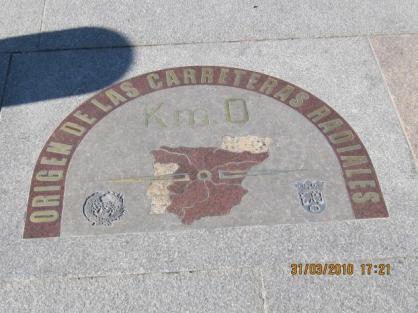 ORIGEN DE LAS CARRETERAS RADIALES
Km. 0
31/03/2010 17:21